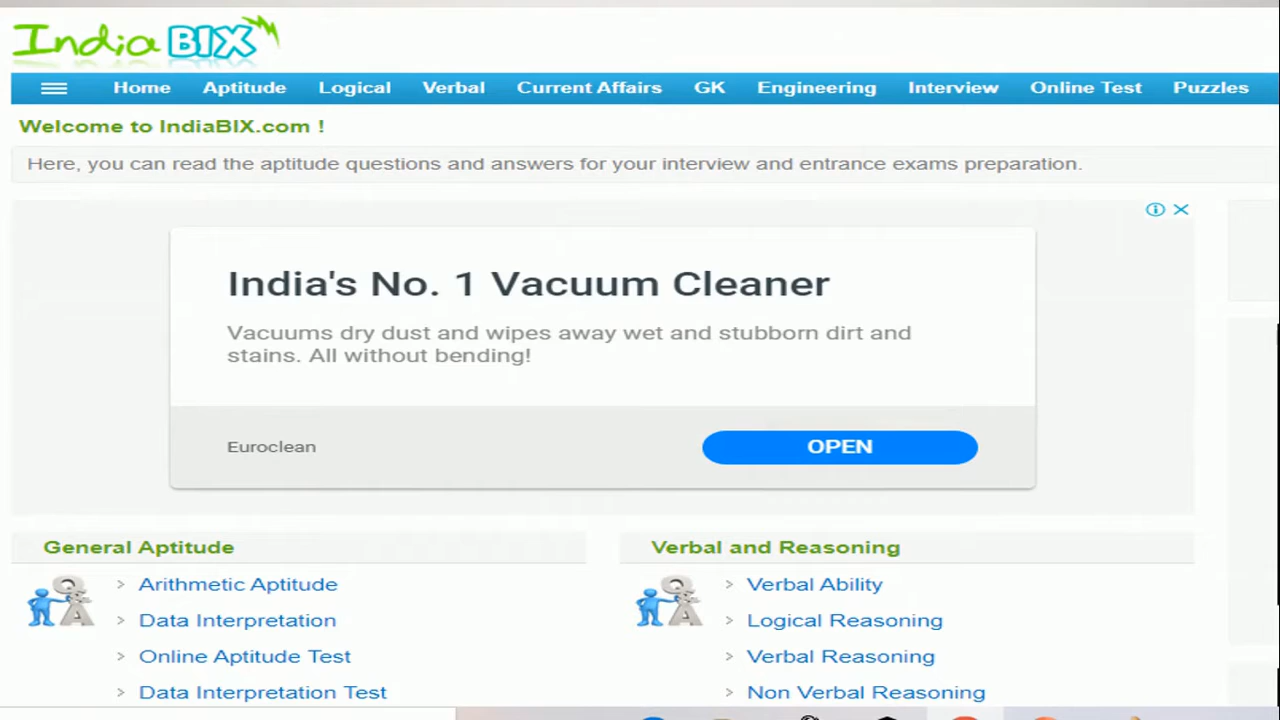 India BIX
Home Aptitude Logical Verbal Current Affairs GK Engineering Interview Online Test Puzzles
Welcome to IndiaBIX.com !
Here, you can read the aptitude questions and answers for your interview and entrance exams preparation.
India's No. 1 Vacuum Cleaner
Vacuums dry dust and wipes away wet and stubborn dirt and
stains. All without bending!
Euroclean OPEN
General Aptitude
Arithmetic Aptitude
Data Interpretation
Online Aptitude Test
Data Interpretation Test
Verbal and Reasoning
Verbal Ability
Logical Reasoning
Verbal Reasoning
Non Verbal Reasoning